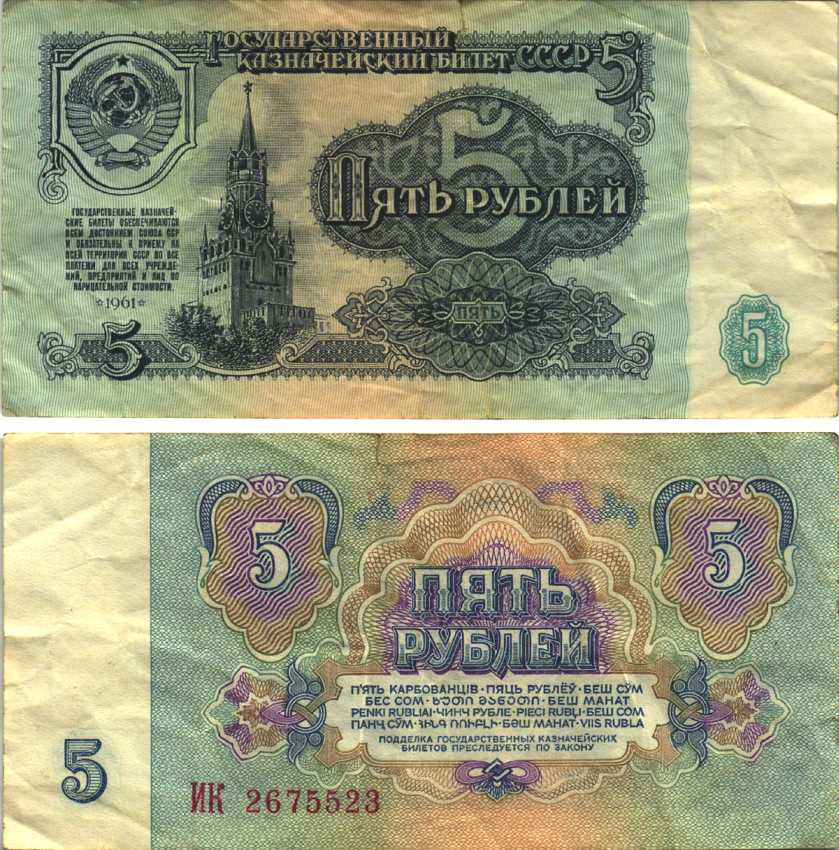 ГОСУДАРСТВЕННЫЙ
КАЗНАЧЕЙСКИЙ БИЛЕТ СССР 5
5
ПЯТЬ РУБЛЕЙ
ГОСУДАРСТВЕННЫЕ КАЗНАЧЕЙ-
СКИЕ БИЛЕТЫ ОБЕСПЕЧИВАЮТСЯ
ВСЕМ ДОСТОЯНИЕМ СОЮЗА ССР
И ОБЯЗАТЕЛЬНЫ К ПРИЕМУ НА
ВСЕЙ ТЕРРИТОРИИ СССР ВО ВСЕ
ПЛАТЕЖИ ДЛЯ ВСЕХ УЧРЕЖДЕ-
НИЙ, ПРЕДПРИЯТИЙ И ЛИЦ ПО
НАРИЦАТЕЛЬНОЙ СТОИМОСТИ.
1961
ПЯТЬ
5
5
5 5
ПЯТЬ
РУБЛЕЙ
П'ЯТЬ КАРБОВАНЦІВ · ПЯЦЬ РУБЛЁЎ · БЕШ СЎМ
БЕС СОМ · ᲮᲣᲗᲘ ᲛᲐᲜᲔᲗᲘ · БЕШ МАНАТ
PENKI RUBLIAI · ЧИНЧ РУБЛЕ · PIECI RUBĻI · БЕШ СОМ
ПАНҶ СЎМ · ՀԻՆԳ ՌՈՒԲԼԻ · БӘШ МАНАТ · VIIS RUBLA
ПОДДЕЛКА ГОСУДАРСТВЕННЫХ КАЗНАЧЕЙСКИХ
БИЛЕТОВ ПРЕСЛЕДУЕТСЯ ПО ЗАКОНУ
5
ИК 2675523